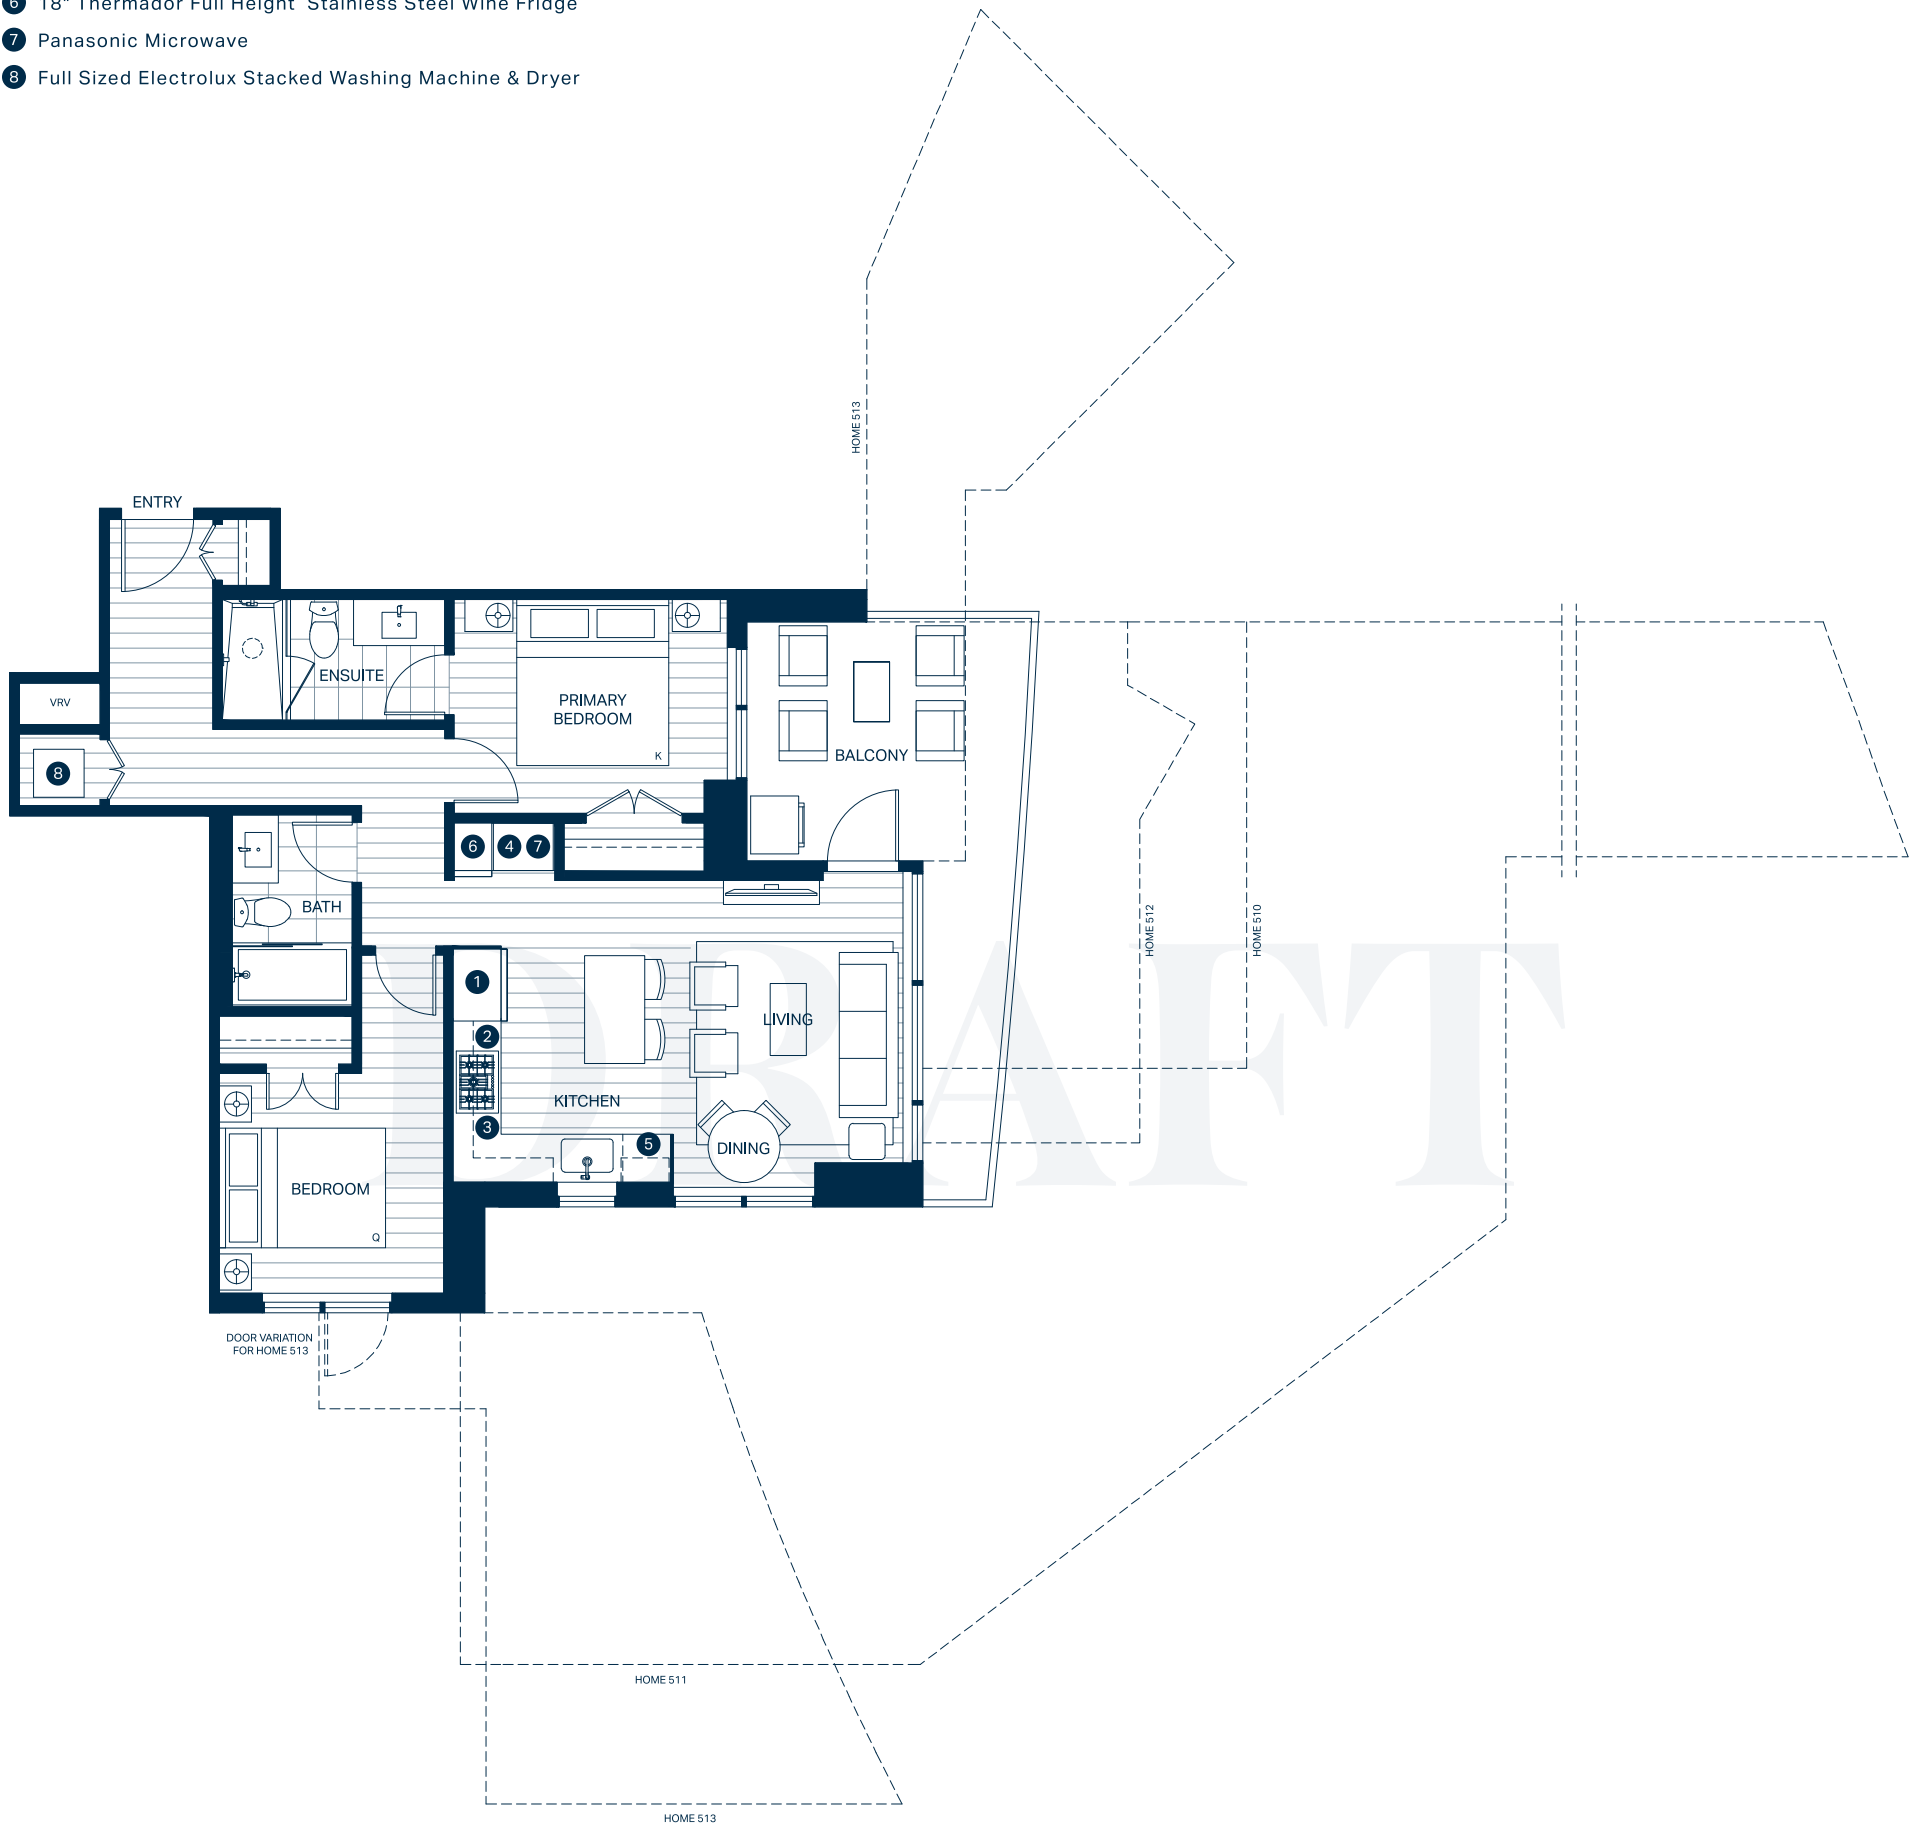 6 18" Thermador Full Height Stainless Steel Wine Fridge
7 Panasonic Microwave
8 Full Sized Electrolux Stacked Washing Machine & Dryer
HOME 513
ENTRY
ENSUITE
VRV
PRIMARY
BEDROOM
K
BALCONY
8
6 4 7
BATH
HOME 512
HOME 510
DRAFT
1
2
LIVING
KITCHEN
3
5
DINING
BEDROOM
Q
DOOR VARIATION
FOR HOME 513
HOME 511
HOME 513